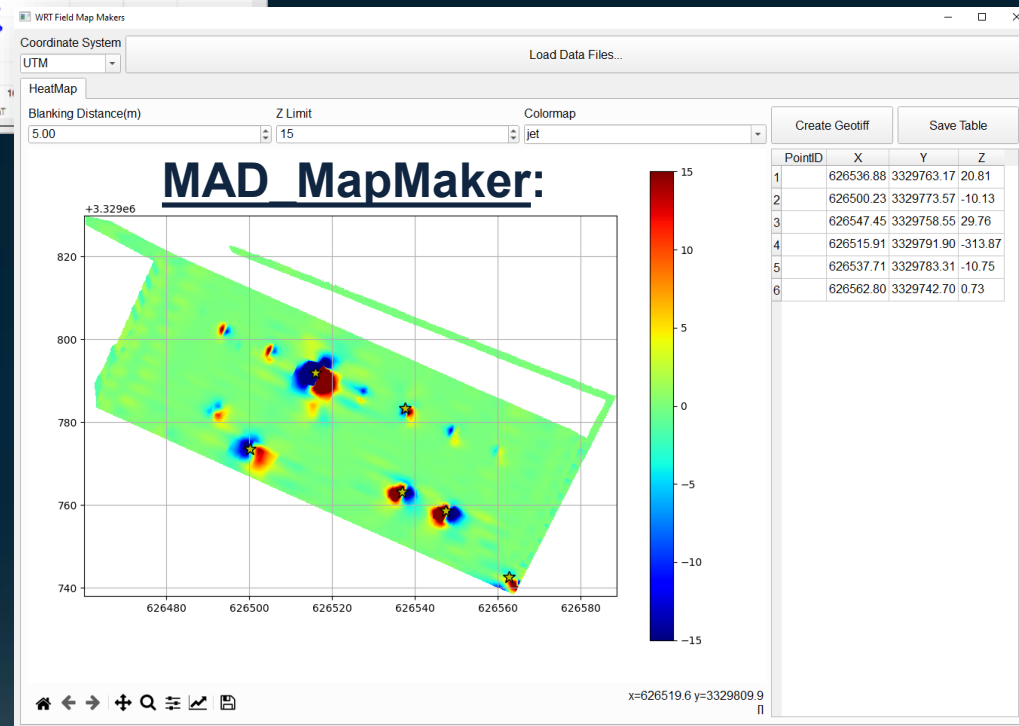 WRT Field Map Makers
Coordinate System
UTM
Load Data Files...
HeatMap
Blanking Distance(m)
Z Limit
Colormap
5.00
15
jet
Create Geotiff
Save Table
MAD_MapMaker:
+3.329e6
820
800
780
760
740
626480 626500 626520 626540 626560 626580
15
10
5
0
−5
−10
−15
PointID X Y Z
1 626536.88 3329763.17 20.81
2 626500.23 3329773.57 -10.13
3 626547.45 3329758.55 29.76
4 626515.91 3329791.90 -313.87
5 626537.71 3329783.31 -10.75
6 626562.80 3329742.70 0.73
x=626519.6 y=3329809.9
[]